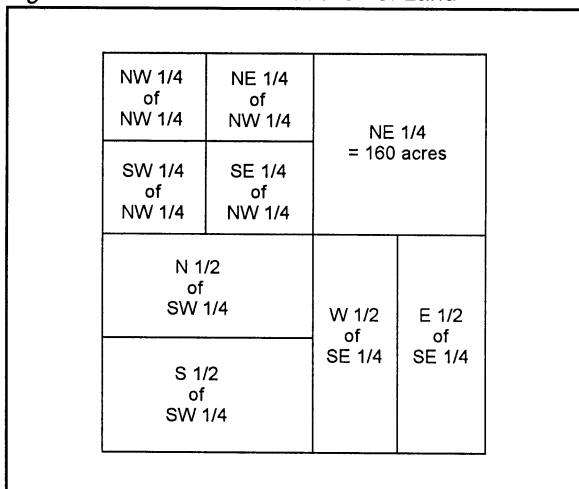 NW 1/4
of
NW 1/4
NE 1/4
of
NW 1/4
NE 1/4
= 160 acres
SW 1/4
of
NW 1/4
SE 1/4
of
NW 1/4
N 1/2
of
SW 1/4
W 1/2
of
SE 1/4
E 1/2
of
SE 1/4
S 1/2
of
SW 1/4